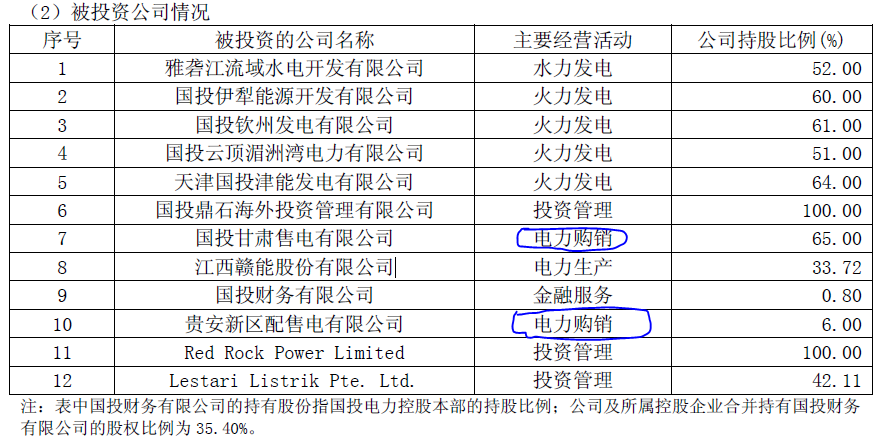 （2）被投资公司情况
序号 被投资的公司名称 主要经营活动 公司持股比例(%)
1 雅砻江流域水电开发有限公司 水力发电 52.00
2 国投伊犁能源开发有限公司 火力发电 60.00
3 国投钦州发电有限公司 火力发电 61.00
4 国投云顶湄洲湾电力有限公司 火力发电 51.00
5 天津国投津能发电有限公司 火力发电 64.00
6 国投鼎石海外投资管理有限公司 投资管理 100.00
7 国投甘肃售电有限公司 电力购销 65.00
8 江西赣能股份有限公司 电力生产 33.72
9 国投财务有限公司 金融服务 0.80
10 贵安新区配售电有限公司 电力购销 6.00
11 Red Rock Power Limited 投资管理 100.00
12 Lestari Listrik Pte. Ltd. 投资管理 42.11
注：表中国投财务有限公司的持有股份指国投电力控股本部的持股比例；公司及所属控股企业合并持有国投财务
有限公司的股权比例为 35.40%。